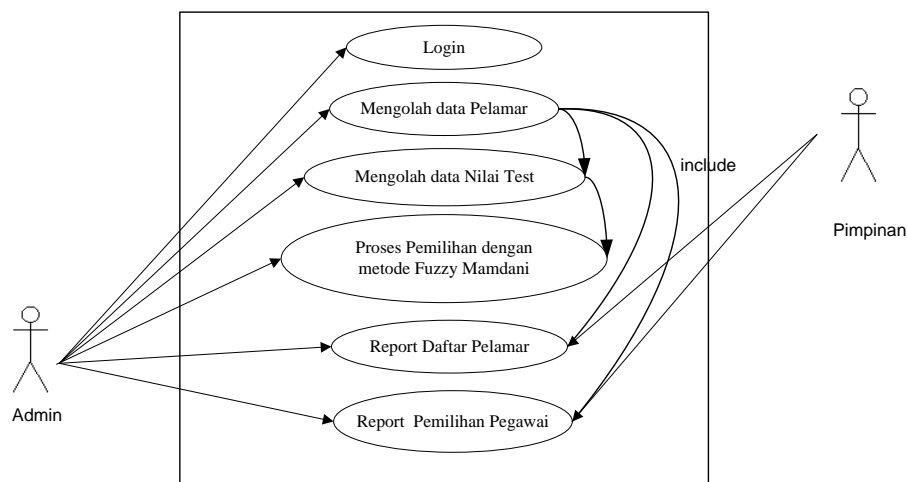 Login
Mengolah data Pelamar
include
Mengolah data Nilai Test
Pimpinan
Proses Pemilihan dengan
metode Fuzzy Mamdani
Report Daftar Pelamar
Admin
Report Pemilihan Pegawai